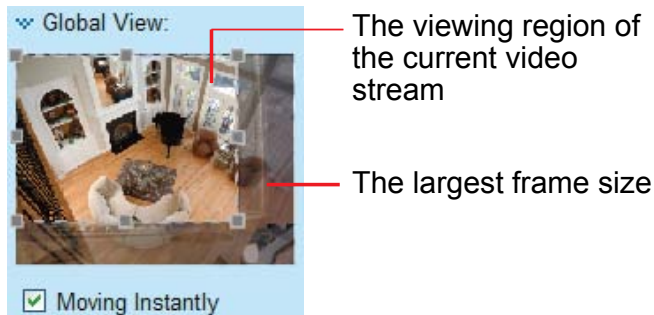 Global View:
The viewing region of
the current video
stream
The largest frame size
Moving Instantly